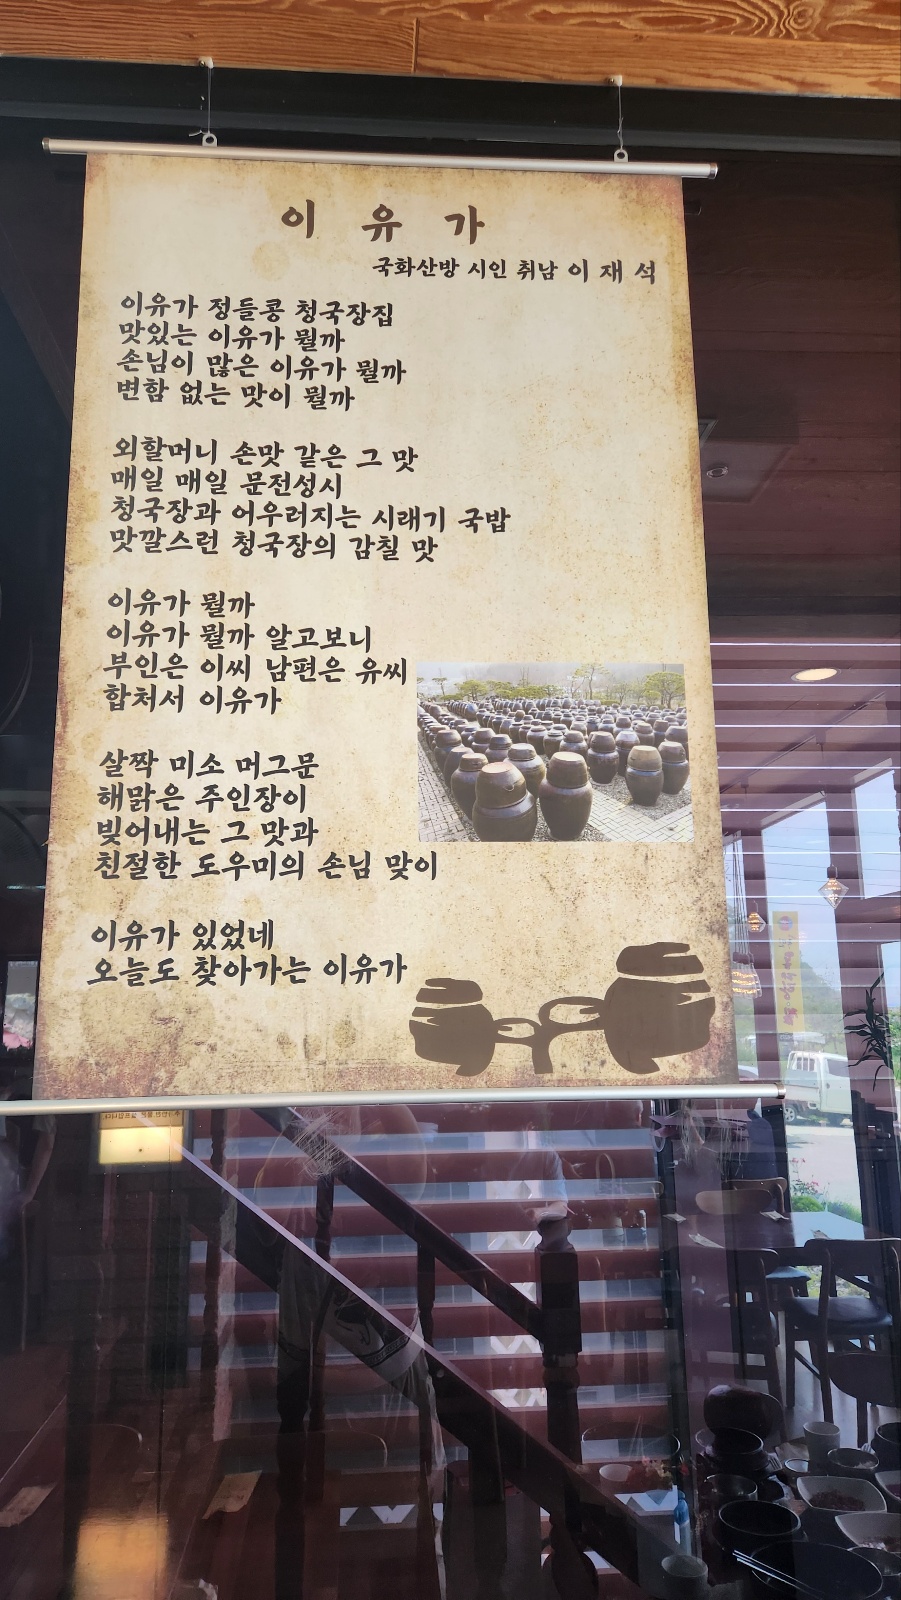 이 유 가
국화산방 시인 취남 이 재 석
이유가 정들콩 청국장집
맛있는 이유가 뭘까
손님이 많은 이유가 뭘까
변함 없는 맛이 뭘까
외할머니 손맛 같은 그 맛
매일 매일 문전성시
청국장과 어우러지는 시래기 국밥
맛깔스런 청국장의 감칠 맛
이유가 뭘까
이유가 뭘까 알고보니
부인은 이씨 남편은 유씨
합처서 이유가
살짝 미소 머그문
해맑은 주인장이
빚어내는 그 맛과
친절한 도우미의 손님 맞이
이유가 있었네
오늘도 찾아가는 이유가